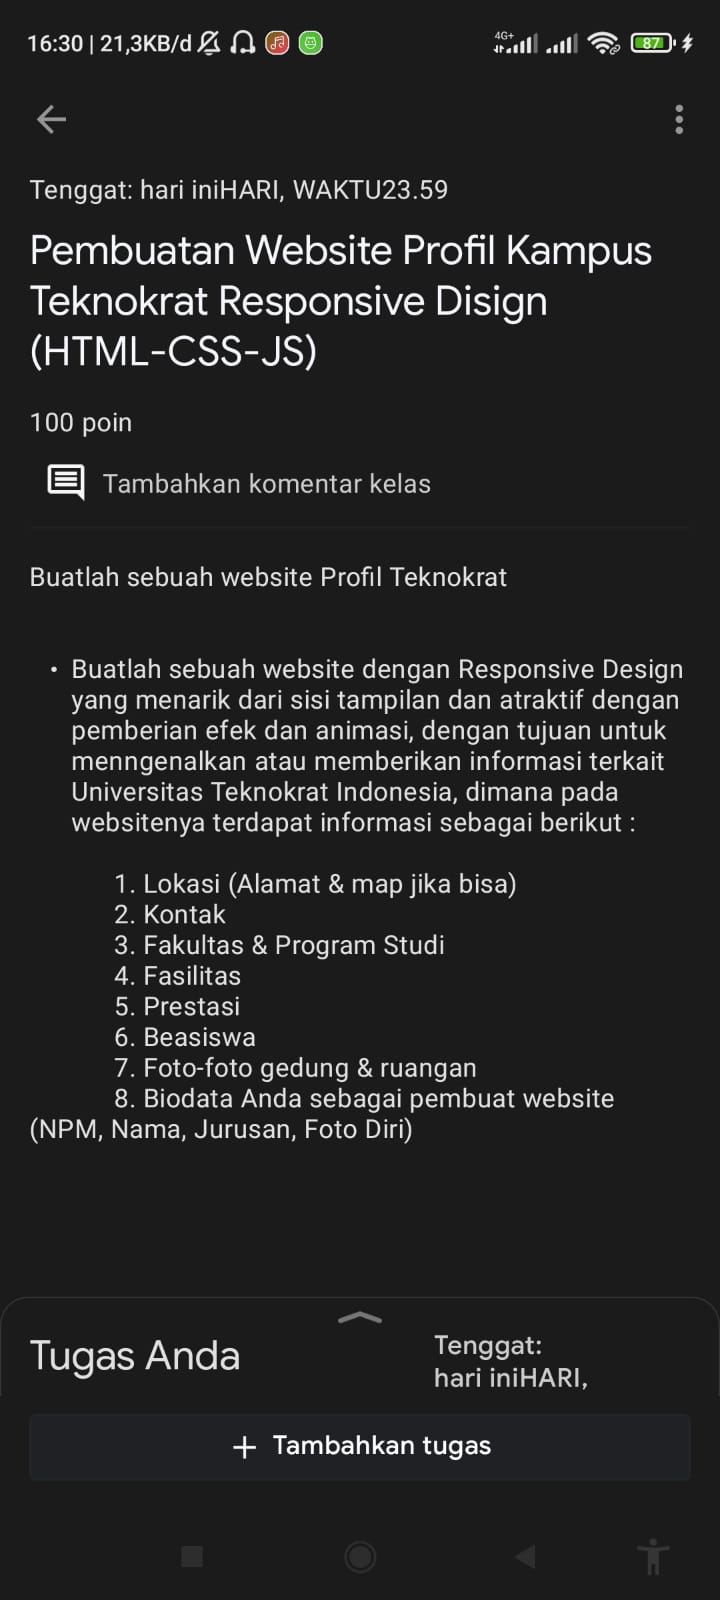 16:30 | 21,3KB/d
4G+
87
Tenggat: hari iniHARI, WAKTU23.59
Pembuatan Website Profil Kampus
Teknokrat Responsive Disign
(HTML-CSS-JS)
100 poin
Tambahkan komentar kelas
Buatlah sebuah website Profil Teknokrat
• Buatlah sebuah website dengan Responsive Design
yang menarik dari sisi tampilan dan atraktif dengan
pemberian efek dan animasi, dengan tujuan untuk
menngenalkan atau memberikan informasi terkait
Universitas Teknokrat Indonesia, dimana pada
websitenya terdapat informasi sebagai berikut :
1. Lokasi (Alamat & map jika bisa)
2. Kontak
3. Fakultas & Program Studi
4. Fasilitas
5. Prestasi
6. Beasiswa
7. Foto-foto gedung & ruangan
8. Biodata Anda sebagai pembuat website
(NPM, Nama, Jurusan, Foto Diri)
Tugas Anda
Tenggat:
hari iniHARI,
+ Tambahkan tugas